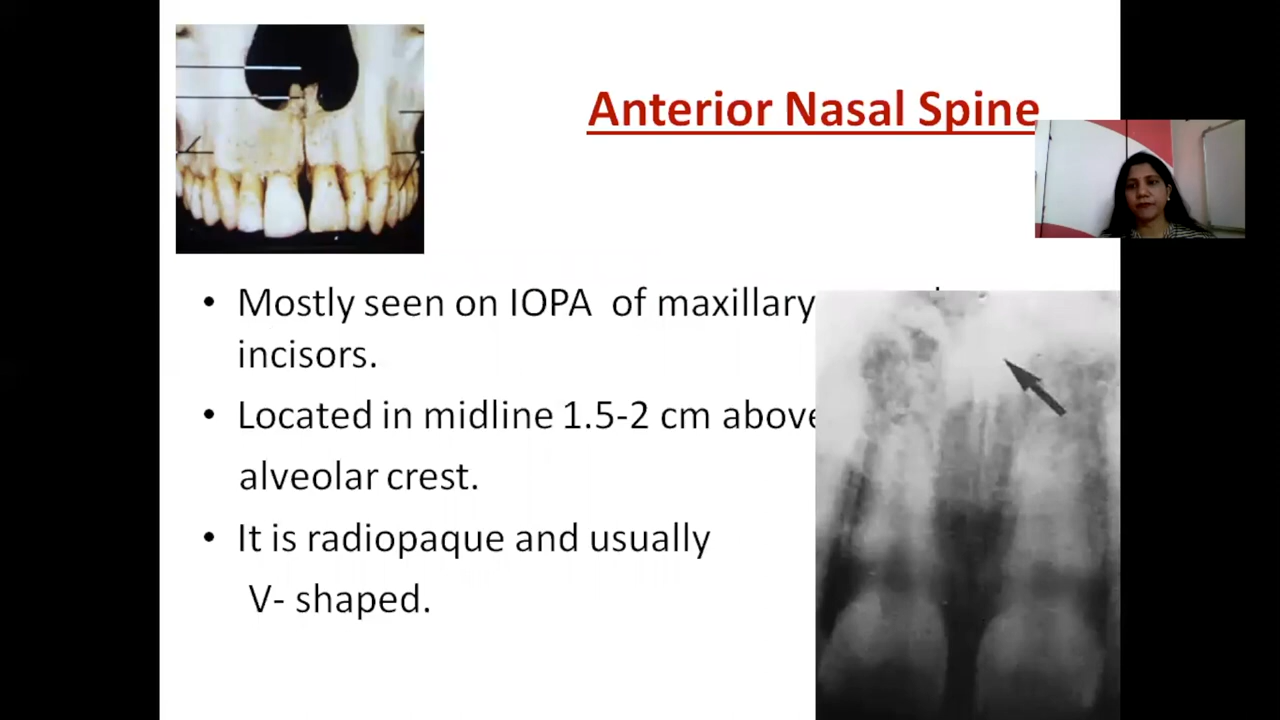 Anterior Nasal Spine
• Mostly seen on IOPA of maxillary
incisors.
• Located in midline 1.5-2 cm above
alveolar crest.
• It is radiopaque and usually
V- shaped.